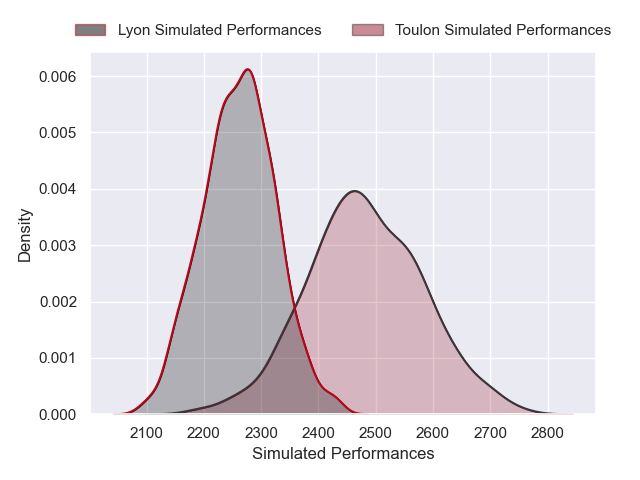 Lyon Simulated Performances Toulon Simulated Performances
0.006
0.005
0.004
0.003
0.002
0.001
0.000
Density
2100 2200 2300 2400 2500 2600 2700 2800
Simulated Performances